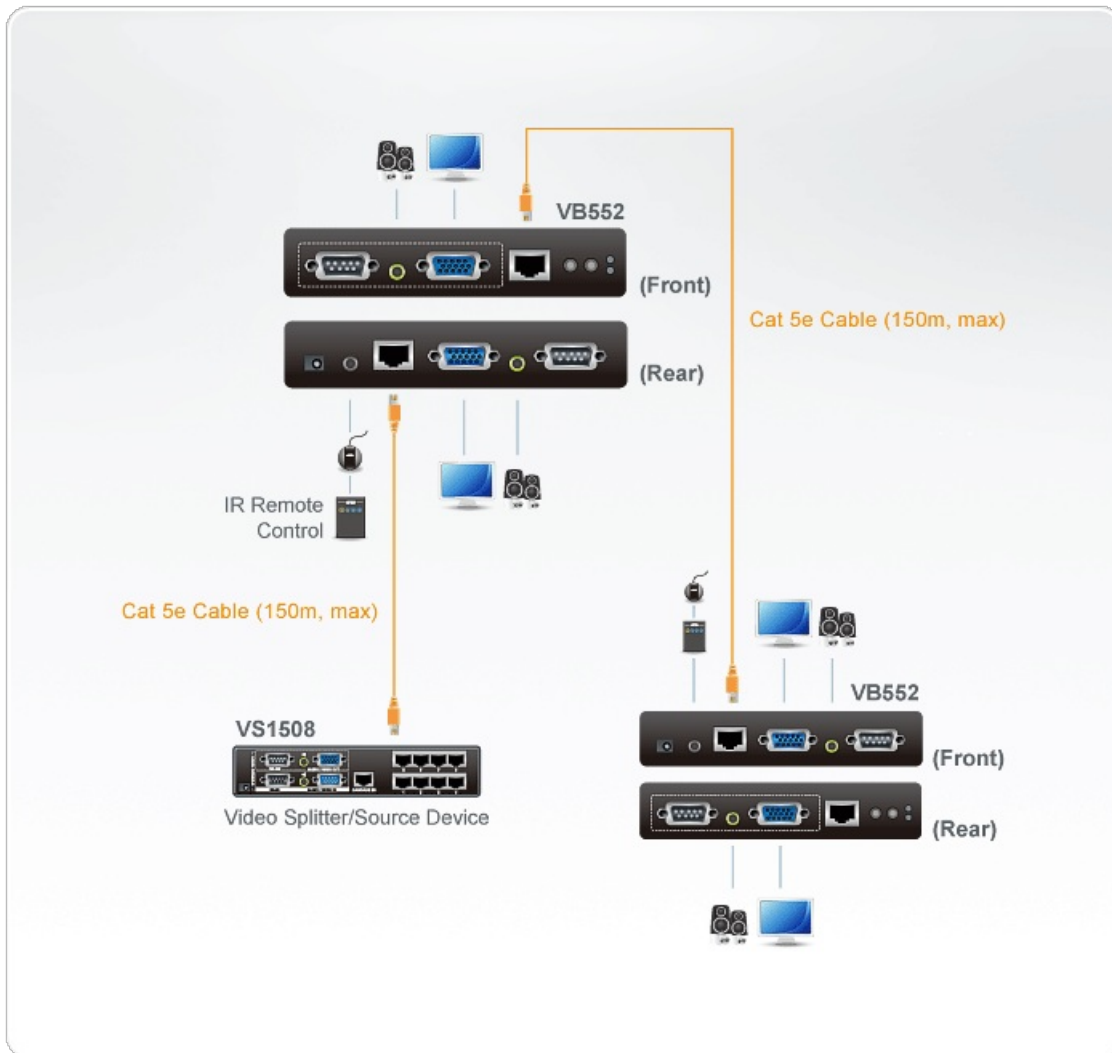 VB552
(Front)
Cat 5e Cable (150m, max)
(Rear)
IR Remote
Control
Cat 5e Cable (150m, max)
VS1508
Video Splitter/Source Device
VB552
(Front)
(Rear)